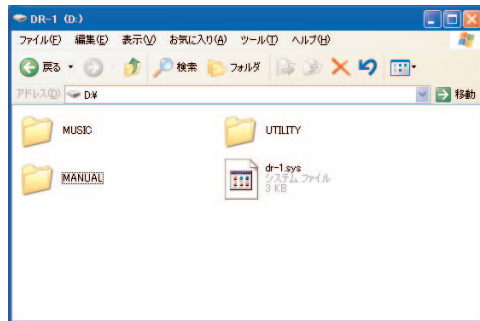 DR-1 (D:)
ファイル(F) 編集(E) 表示(V) お気に入り(A) ツール(T) ヘルプ(H)
戻る 検索 フォルダ
アドレス(D) D:¥ 移動
MUSIC UTILITY
MANUAL dr-1.sys
システム ファイル
3 KB